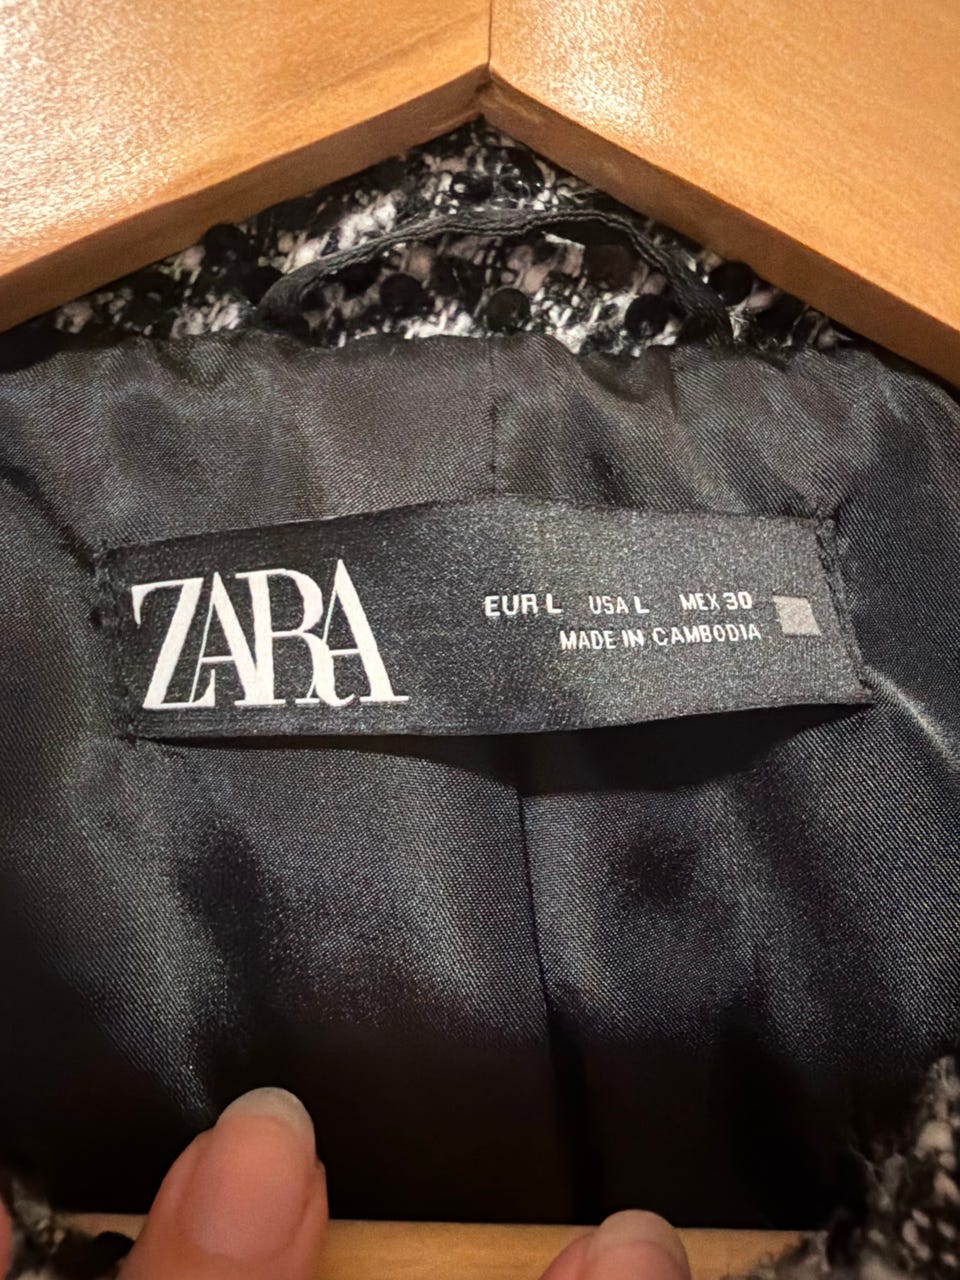 ZARA
EUR L USA L MEX 30
MADE IN CAMBODIA